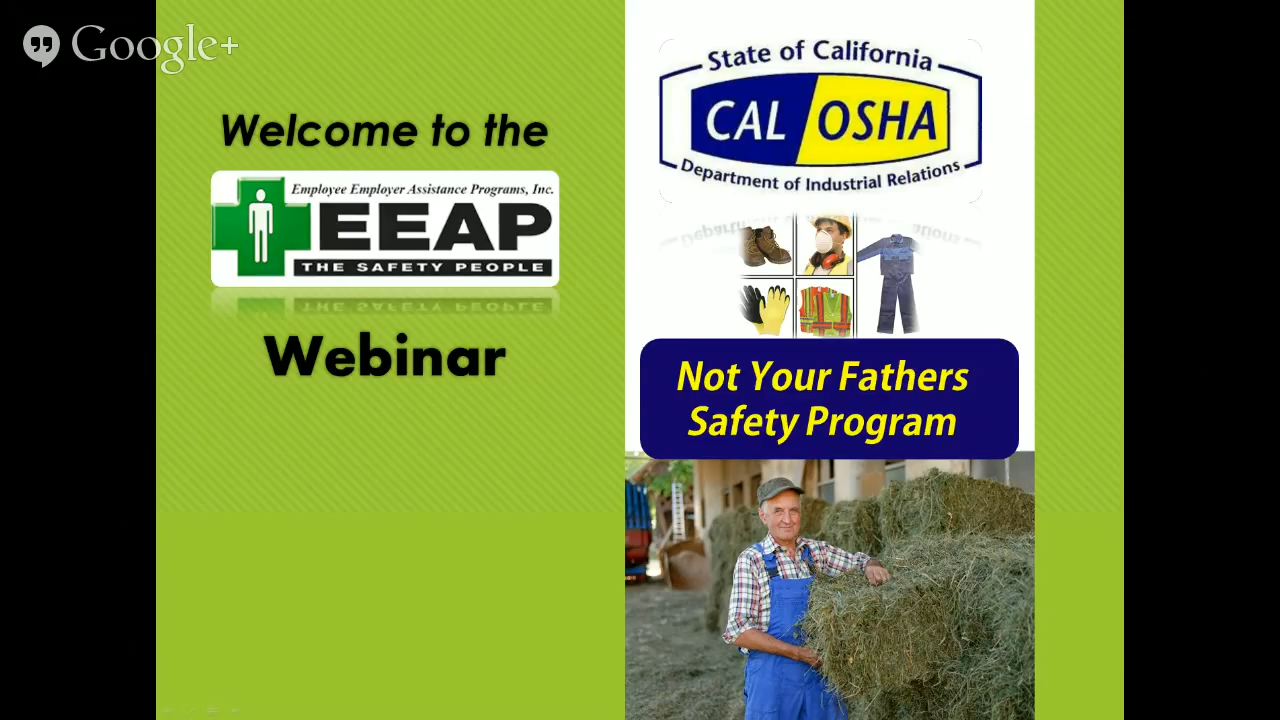 Google+
Welcome to the
Employee Employer Assistance Programs, Inc.
EEAP
THE SAFETY PEOPLE
Webinar
State of California
CAL OSHA
Department of Industrial Relations
Not Your Fathers
Safety Program